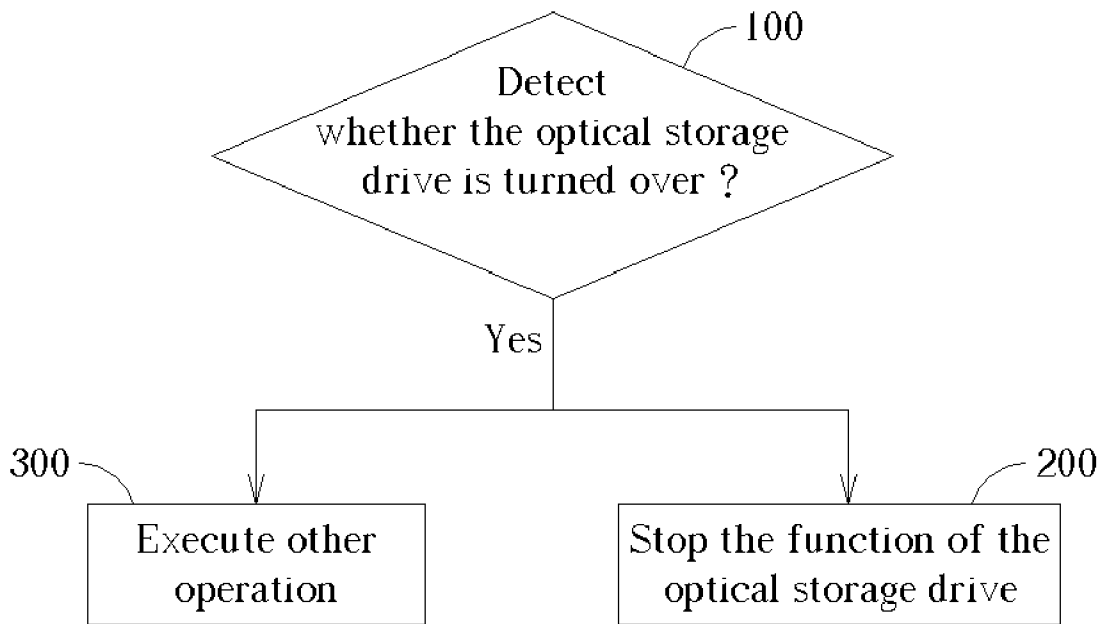 100
Detect
whether the optical storage
drive is turned over ?
Yes
300
200
Execute other
operation
Stop the function of the
optical storage drive